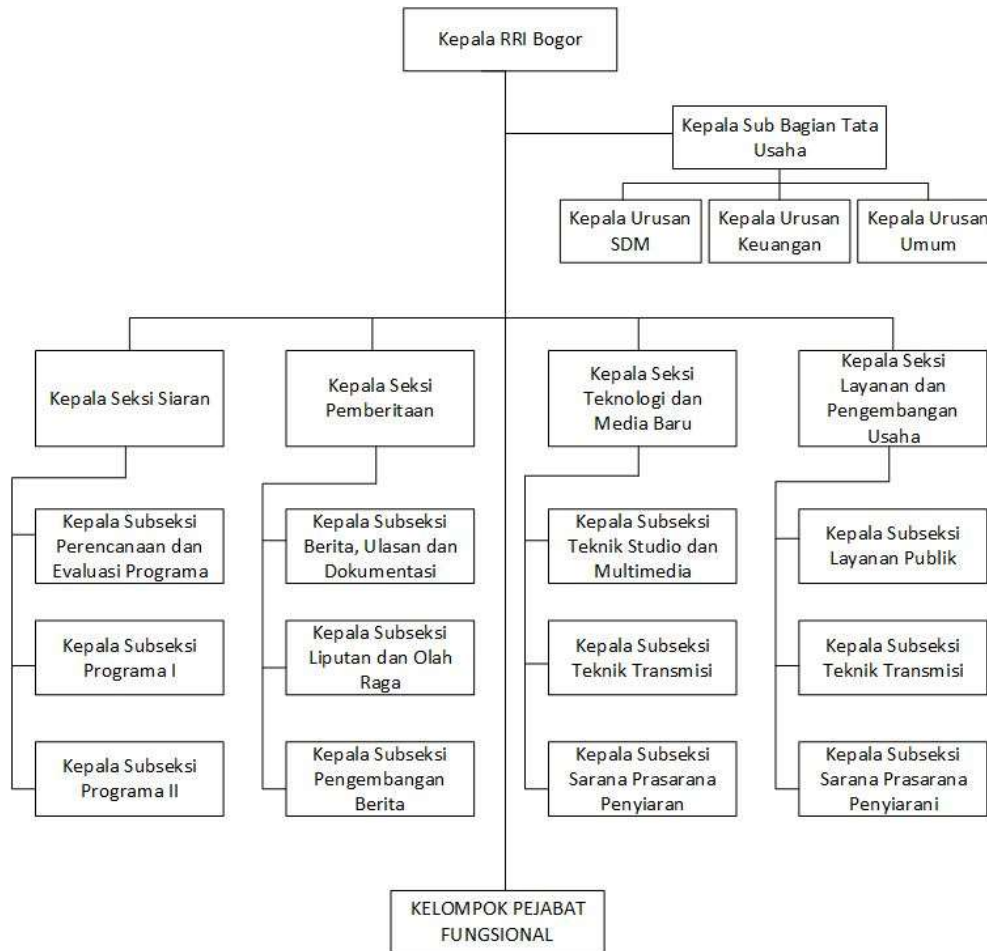 Kepala RRI Bogor
Kepala Sub Bagian Tata
Usaha
Kepala Urusan
SDM
Kepala Urusan
Keuangan
Kepala Urusan
Umum
Kepala Seksi Siaran
Kepala Seksi
Pemberitaan
Kepala Seksi
Teknologi dan
Media Baru
Kepala Seksi
Layanan dan
Pengembangan
Usaha
Kepala Subseksi
Perencanaan dan
Evaluasi Programa
Kepala Subseksi
Berita, Ulasan dan
Dokumentasi
Kepala Subseksi
Teknik Studio dan
Multimedia
Kepala Subseksi
Layanan Publik
Kepala Subseksi
Programa I
Kepala Subseksi
Liputan dan Olah
Raga
Kepala Subseksi
Teknik Transmisi
Kepala Subseksi
Teknik Transmisi
Kepala Subseksi
Programa II
Kepala Subseksi
Pengembangan
Berita
Kepala Subseksi
Sarana Prasarana
Penyiaran
Kepala Subseksi
Sarana Prasarana
Penyiarani
KELOMPOK PEJABAT
FUNGSIONAL